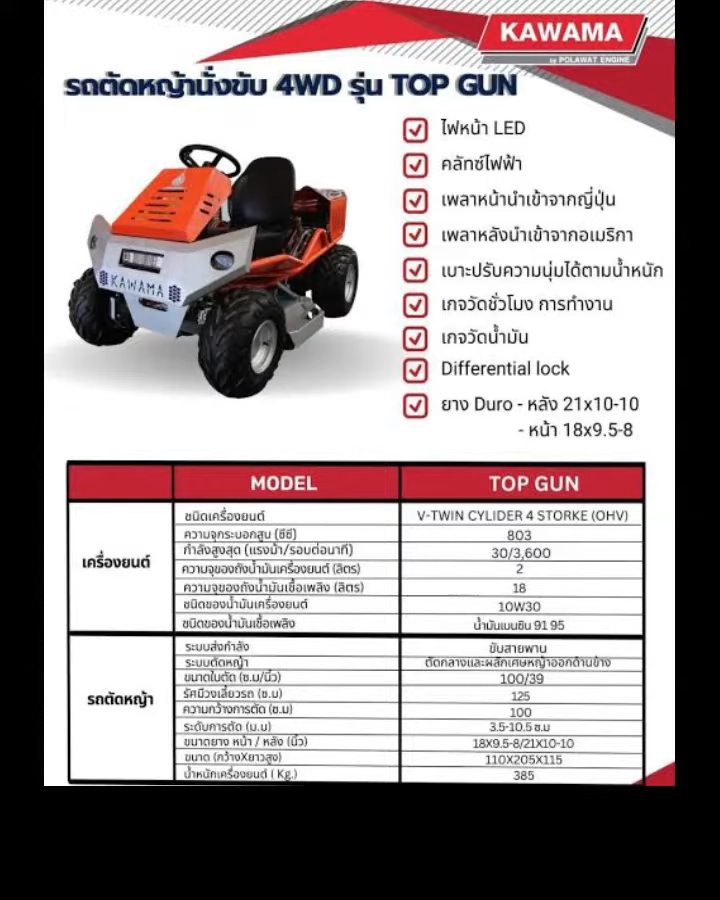 KAWAMA
by POLAWAT ENGINE
รถตัดหญ้านั่งขับ 4WD รุ่น TOP GUN
ไฟหน้า LED
คลัทซ์ไฟฟ้า
เพลาหน้านำเข้าจากญี่ปุ่น
เพลาหลังนำเข้าจากอเมริกา
เบาะปรับความนุ่มได้ตามน้ำหนัก
เกจวัดชั่วโมง การทำงาน
เกจวัดน้ำมัน
Differential lock
ยาง Duro - หลัง 21x10-10
- หน้า 18x9.5-8
KAWAMA
MODEL TOP GUN
เครื่องยนต์
ชนิดเครื่องยนต์ V-TWIN CYLIDER 4 STORKE (OHV)
ความจุกระบอกสูบ (ซีซี) 803
กำลังสูงสุด (แรงม้า/รอบต่อนาที) 30/3,600
ความจุของถังน้ำมันเครื่องยนต์ (ลิตร) 2
ความจุของถังน้ำมันเชื้อเพลิง (ลิตร) 18
ชนิดของน้ำมันเครื่องยนต์ 10W30
ชนิดของน้ำมันเชื้อเพลิง น้ำมันเบนซิน 91 95
รถตัดหญ้า
ระบบส่งกำลัง ขับสายพาน
ระบบตัดหญ้า ตัดกลางและผลักเศษหญ้าออกด้านข้าง
ขนาดใบตัด (ซ.ม/นิ้ว) 100/39
รัศมีวงเลี้ยวรถ (ซ.ม) 125
ความกว้างการตัด (ซ.ม) 100
ระดับการตัด (ม.ม) 3.5-10.5 ซ.ม
ขนาดยาง หน้า / หลัง (นิ้ว) 18X9.5-8/21X10-10
ขนาด (กว้างXยาวสูง) 110X205X115
น้ำหนักเครื่องยนต์ ( Kg.) 385